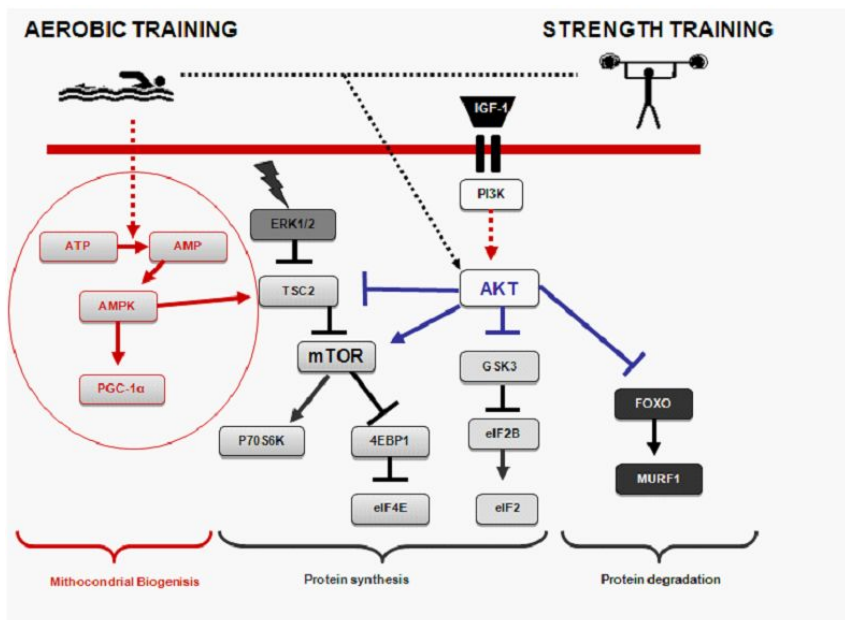 AEROBIC TRAINING
STRENGTH TRAINING
IGF-1
PI3K
ERK1/2
ATP
AMP
AMPK
TSC2
AKT
mTOR
PGC-1α
GSK3
FOXO
P70S6K
4EBP1
eIF2B
MURF1
eIF4E
eIF2
Mithocondrial Biogenisis
Protein synthesis
Protein degradation